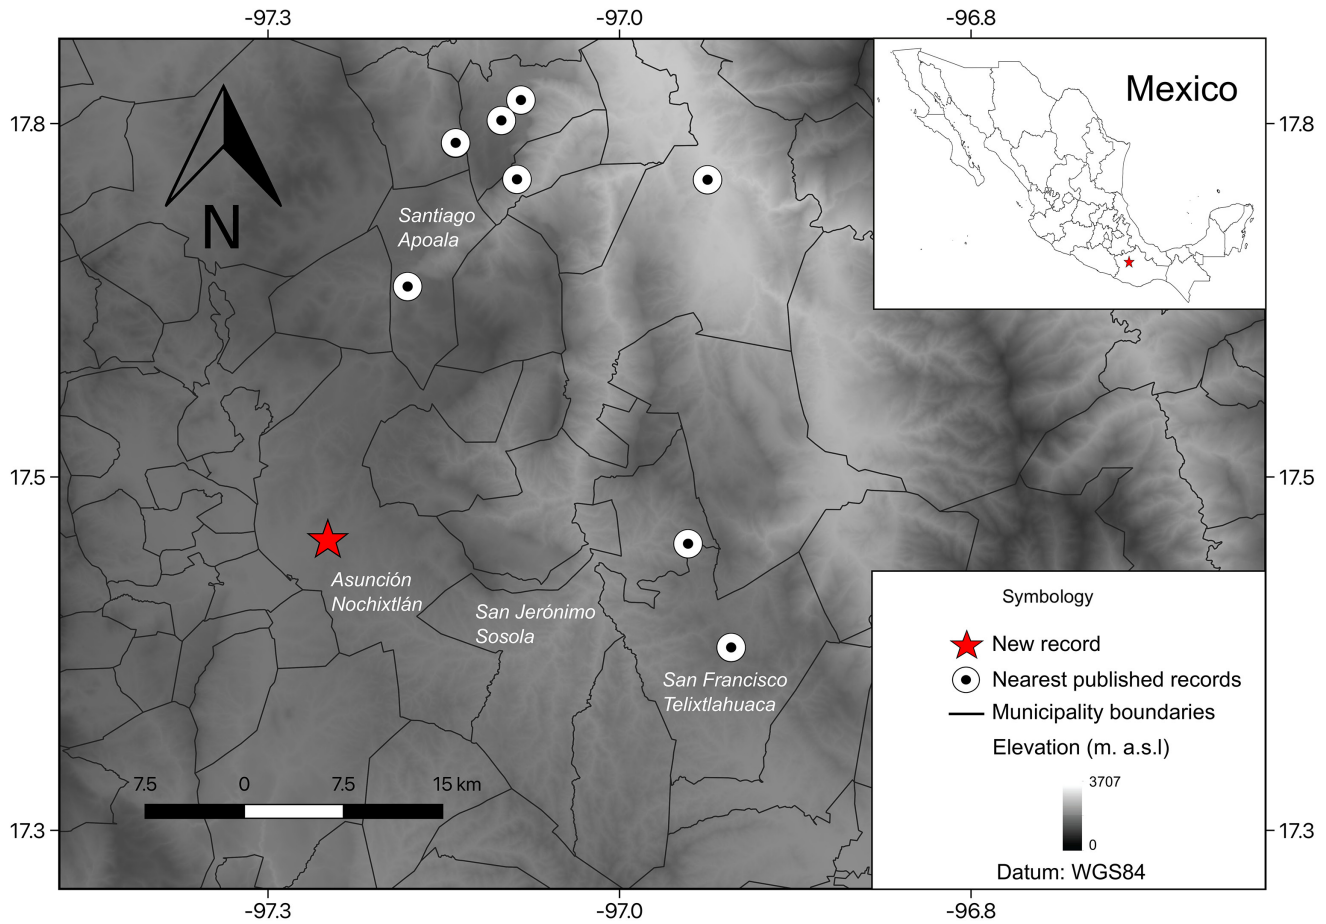 -97.3
-97.0
-96.8
17.8
17.8
Mexico
N
Santiago
Apoala
17.5
17.5
Asunción
Nochixtlán
San Jerónimo
Sosola
San Francisco
Telixtlahuaca
Symbology
New record
Nearest published records
Municipality boundaries
Elevation (m. a.s.l)
3707
0
Datum: WGS84
7.5
0
7.5
15 km
17.3
17.3
-97.3
-97.0
-96.8